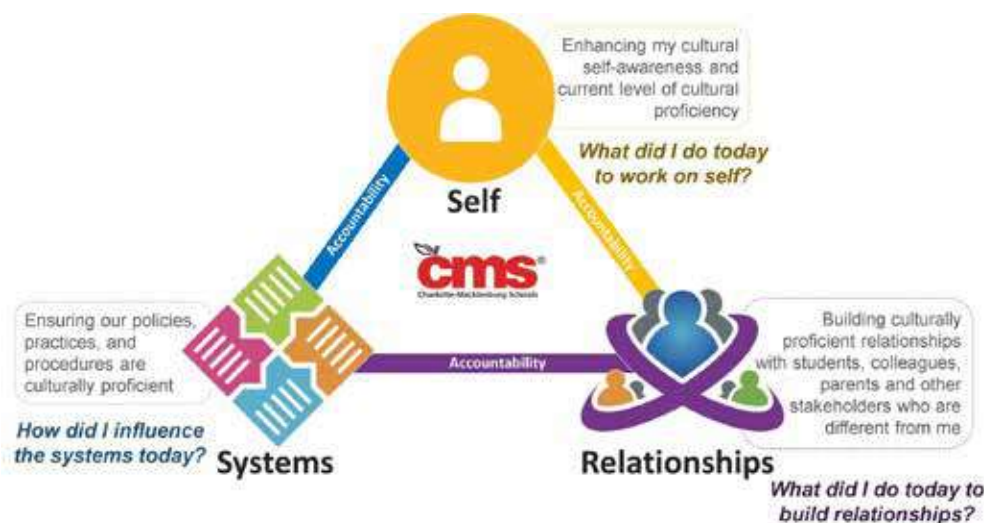 Enhancing my cultural
self-awareness and
current level of cultural
proficiency
What did I do today
to work on self?
Self
Accountability
Accountability
cms®
Charlotte-Mecklenburg Schools
Ensuring our policies,
practices, and
procedures are
culturally proficient
Accountability
Building culturally
proficient relationships
with students, colleagues,
parents and other
stakeholders who are
different from me
How did I influence
the systems today?
Systems
Relationships
What did I do today to
build relationships?